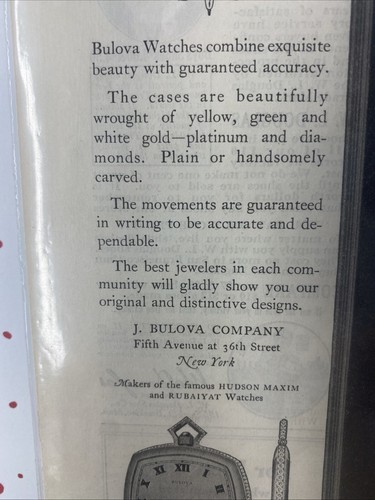 Bulova Watches combine exquisite
beauty with guaranteed accuracy.
The cases are beautifully
wrought of yellow, green and
white gold—platinum and dia-
monds. Plain or handsomely
carved.
The movements are guaranteed
in writing to be accurate and de-
pendable.
The best jewelers in each com-
munity will gladly show you our
original and distinctive designs.
J. BULOVA COMPANY
Fifth Avenue at 36th Street
New York
Makers of the famous HUDSON MAXIM
and RUBAIYAT Watches
XI XII I
X II